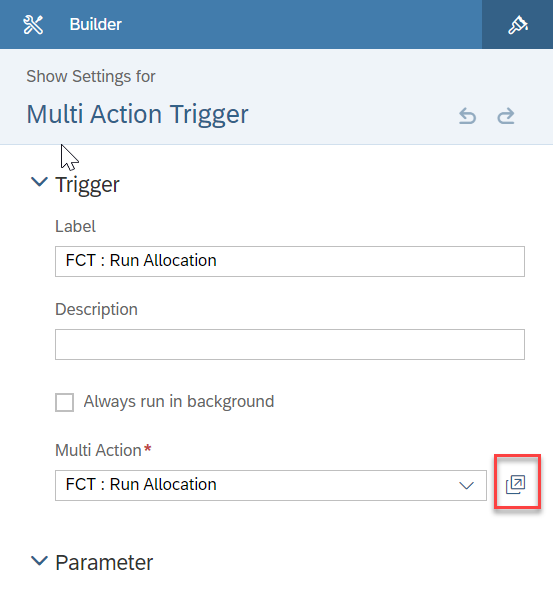 Builder
Show Settings for
Multi Action Trigger
Trigger
Label
FCT : Run Allocation
Description
Always run in background
Multi Action*
FCT : Run Allocation
Parameter